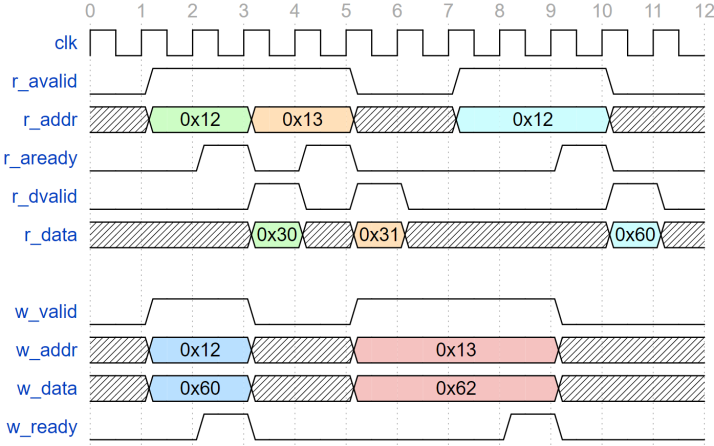 0 1 2 3 4 5 6 7 8 9 10 11 12
clk
r_avalid
r_addr 0x12 0x13 0x12
r_aready
r_dvalid
r_data 0x30 0x31 0x60
w_valid
w_addr 0x12 0x13
w_data 0x60 0x62
w_ready